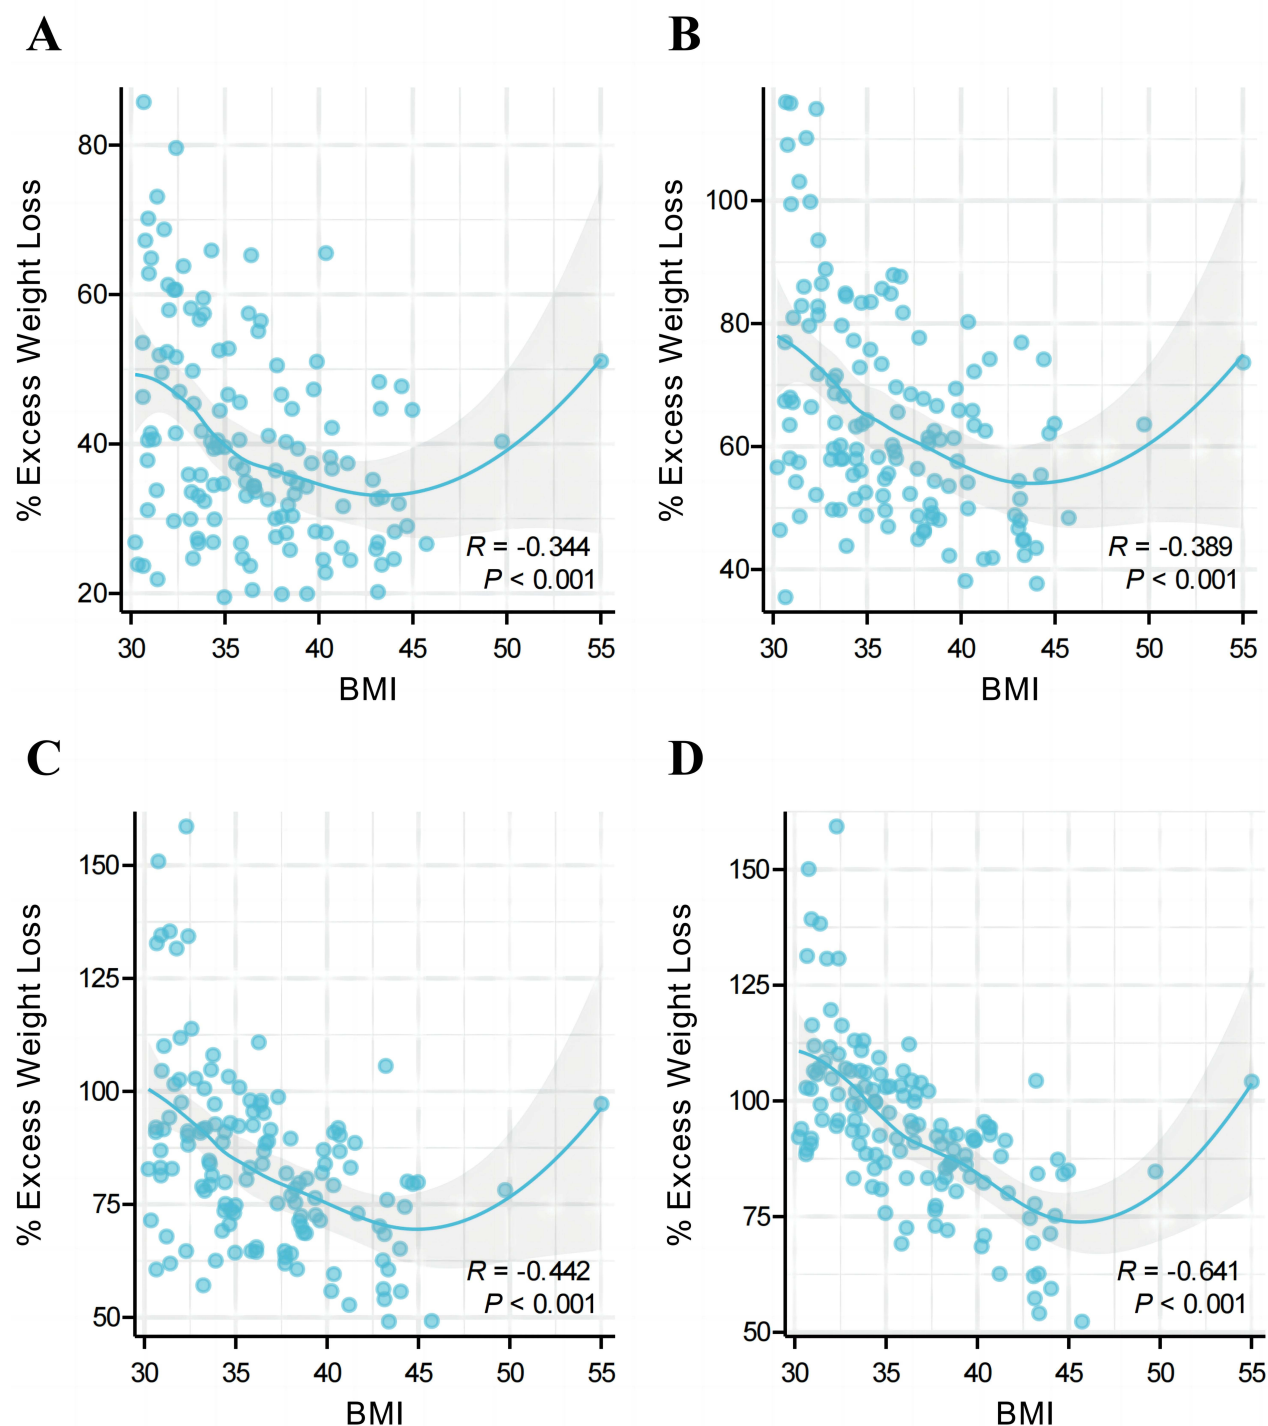 A
% Excess Weight Loss
80
60
40
20
R = -0.344
P < 0.001
30 35 40 45 50 55
BMI
B
% Excess Weight Loss
100
80
60
40
R = -0.389
P < 0.001
30 35 40 45 50 55
BMI
C
% Excess Weight Loss
150
125
100
75
50
R = -0.442
P < 0.001
30 35 40 45 50 55
BMI
D
% Excess Weight Loss
150
125
100
75
50
R = -0.641
P < 0.001
30 35 40 45 50 55
BMI